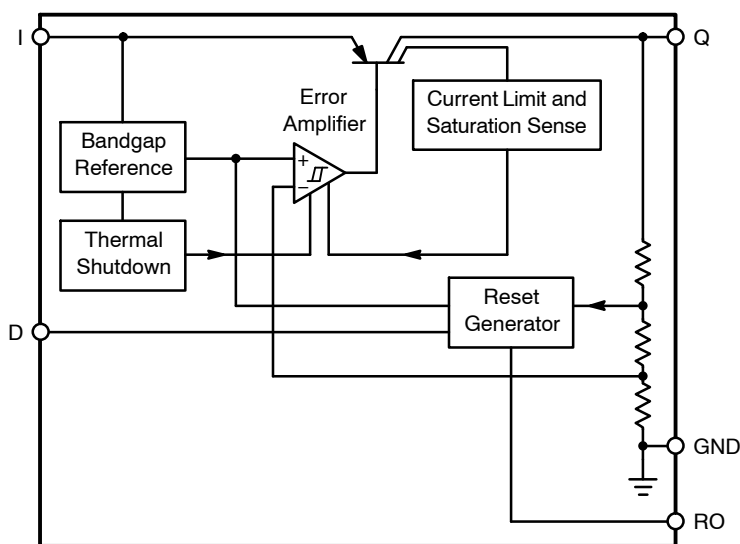 I
Q
Error
Amplifier
Current Limit and
Saturation Sense
Bandgap
Reference
+
−
Thermal
Shutdown
Reset
Generator
D
GND
RO